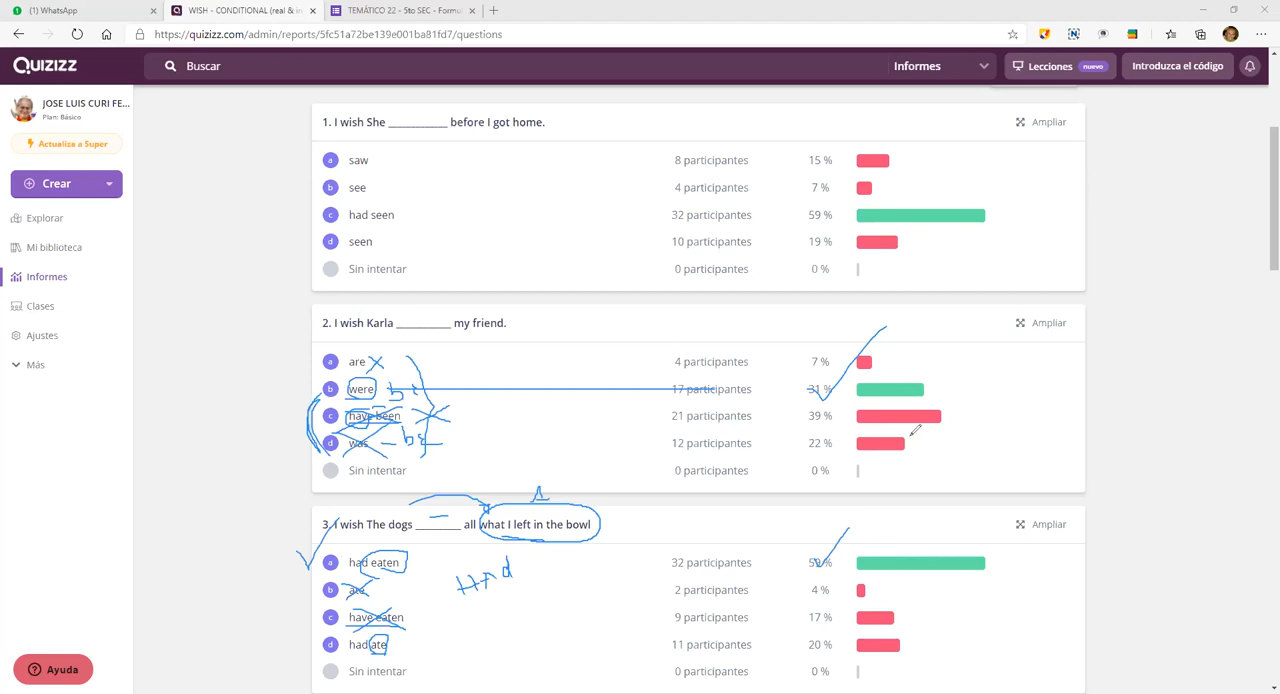 (1) WhatsApp
WISH - CONDITIONAL (real & i
TEMÁTICO 22 - 5to SEC - Formul
https://quizizz.com/admin/reports/5fc51a72be139e001ba81fd7/questions
QUIZIZZ
Buscar
Informes
Lecciones nuevo
Introduzca el código
JOSE LUIS CURI FE...
Plan: Básico
Actualiza a Super
Crear
Explorar
Mi biblioteca
Informes
Clases
Ajustes
Más
Ayuda
1. I wish She ___________ before I got home.
Ampliar
a saw 8 participantes 15 %
b see 4 participantes 7 %
c had seen 32 participantes 59 %
d seen 10 participantes 19 %
Sin intentar 0 participantes 0 %
2. I wish Karla __________ my friend.
Ampliar
a are 4 participantes 7 %
b were be 17 participantes 31 %
c have been 21 participantes 39 %
d was be 12 participantes 22 %
Sin intentar 0 participantes 0 %
3. I wish The dogs ________ all what I left in the bowl
Ampliar
a had eaten 32 participantes 59 %
HAd
b ate 2 participantes 4 %
c have eaten 9 participantes 17 %
d had ate 11 participantes 20 %
Sin intentar 0 participantes 0 %